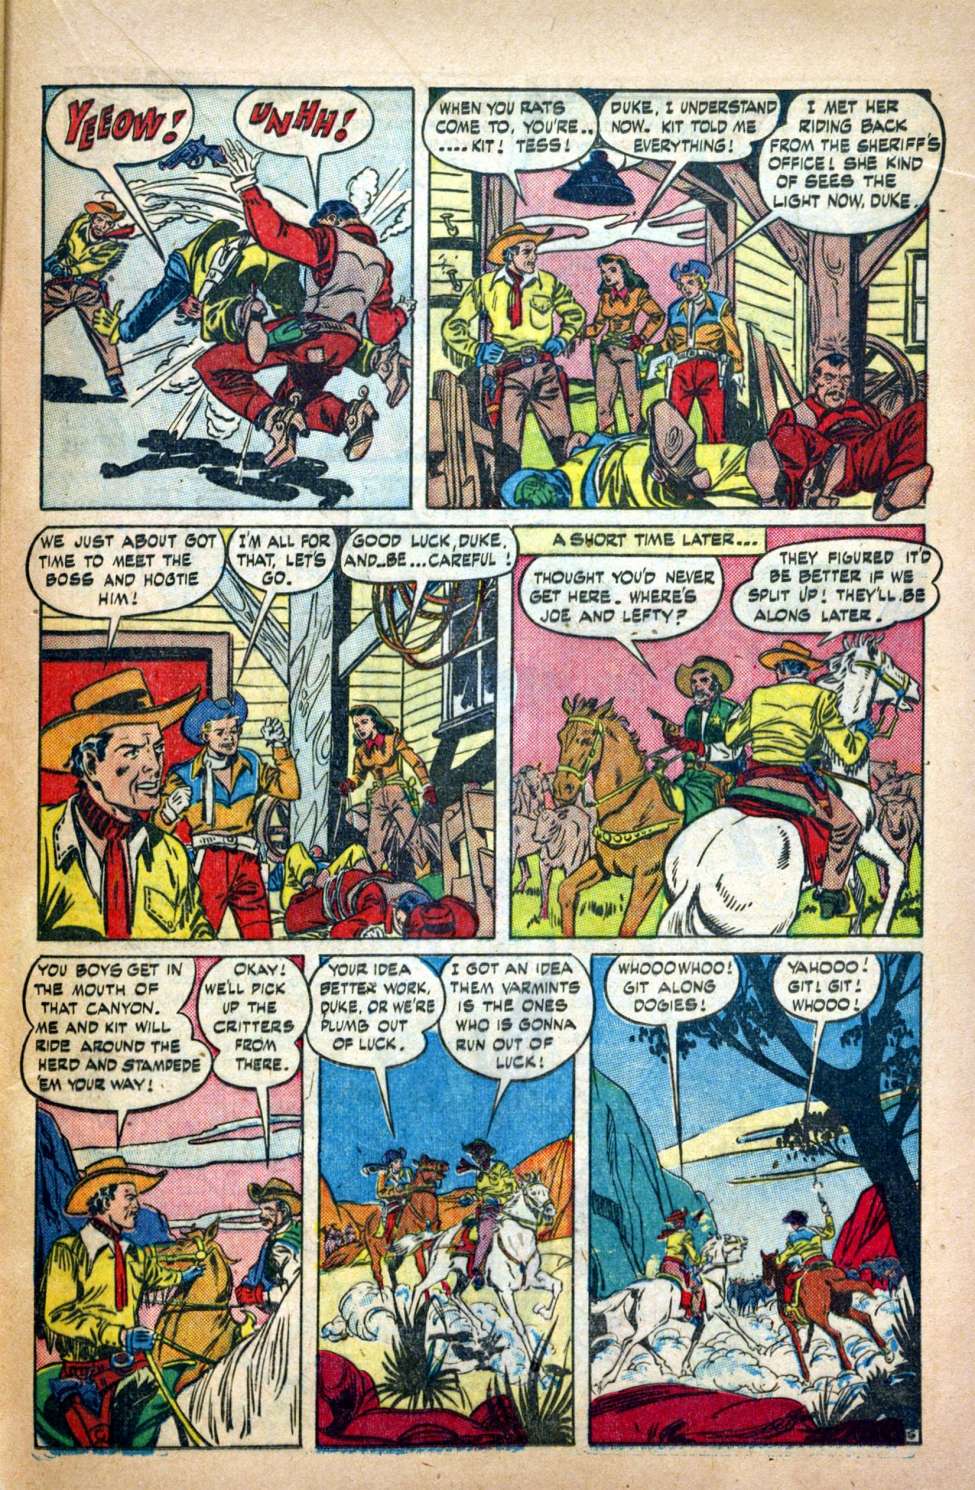 YEEEOW!
UNHH!
WHEN YOU RATS
COME TO, YOU'RE..
.....KIT! TESS!
DUKE, I UNDERSTAND
NOW. KIT TOLD ME
EVERYTHING!
I MET HER
RIDING BACK
FROM THE SHERIFF'S
OFFICE! SHE KIND
OF SEES THE
LIGHT NOW, DUKE.
WE JUST ABOUT GOT
TIME TO MEET THE
BOSS AND HOGTIE
HIM!
I'M ALL FOR
THAT, LET'S
GO.
GOOD LUCK, DUKE,
AND..BE...CAREFUL!
A SHORT TIME LATER...
THOUGHT YOU'D NEVER
GET HERE. WHERE'S
JOE AND LEFTY?
THEY FIGURED IT'D
BE BETTER IF WE
SPLIT UP! THEY'LL BE
ALONG LATER.
YOU BOYS GET IN
THE MOUTH OF
THAT CANYON.
ME AND KIT WILL
RIDE AROUND THE
HERD AND STAMPEDE
'EM YOUR WAY!
OKAY!
WE'LL PICK
UP THE
CRITTERS
FROM
THERE.
YOUR IDEA
BETTER WORK,
DUKE, OR WE'RE
PLUMB OUT
OF LUCK.
I GOT AN IDEA
THEM VARMINTS
IS THE ONES
WHO IS GONNA
RUN OUT OF
LUCK!
WHOOOWHOO!
GIT ALONG
DOGIES!
YAHOOO!
GIT! GIT!
WHOOO!